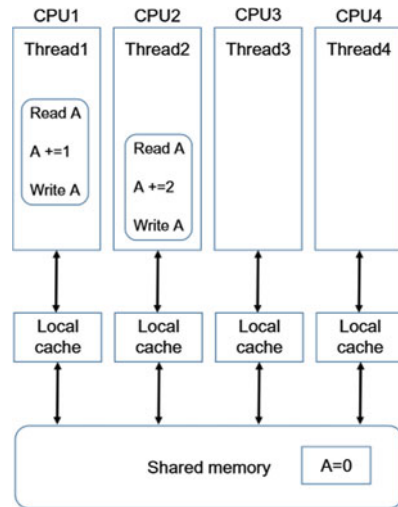 CPU1 CPU2 CPU3 CPU4
Thread1 Thread2 Thread3 Thread4
Read A
A +=1
Write A
Read A
A +=2
Write A
Local cache
Local cache
Local cache
Local cache
Shared memory
A=0